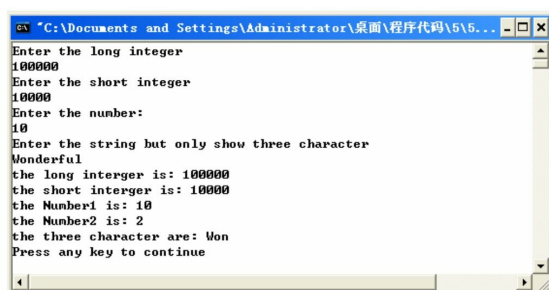 "C:\Documents and Settings\Administrator\桌面\程序代码\5\5...
Enter the long integer
100000
Enter the short integer
10000
Enter the number:
10
Enter the string but only show three character
Wonderful
the long interger is: 100000
the short interger is: 10000
the Number1 is: 10
the Number2 is: 2
the three character are: Won
Press any key to continue